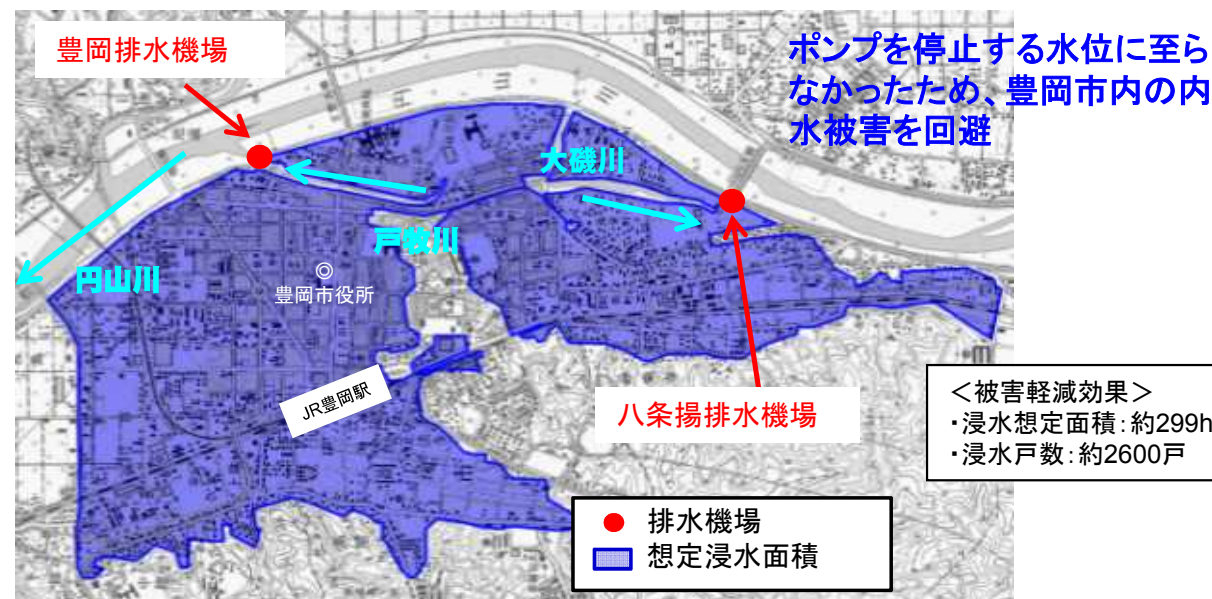 豊岡排水機場
ポンプを停止する水位に至ら
なかったため、豊岡市内の内
水被害を回避
大磯川
戸牧川
円山川
◎
豊岡市役所
JR豊岡駅
八条揚排水機場
＜被害軽減効果＞
・浸水想定面積：約299h
・浸水戸数：約2600戸
排水機場
想定浸水面積